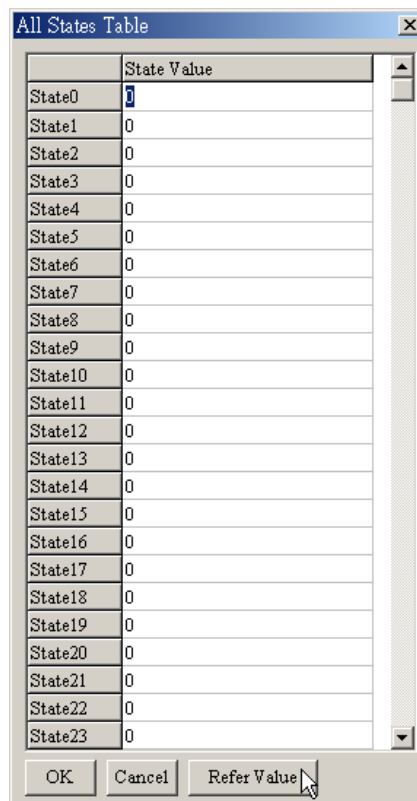 All States Table
State Value
State0 0
State1 0
State2 0
State3 0
State4 0
State5 0
State6 0
State7 0
State8 0
State9 0
State10 0
State11 0
State12 0
State13 0
State14 0
State15 0
State16 0
State17 0
State18 0
State19 0
State20 0
State21 0
State22 0
State23 0
OK Cancel Refer Value